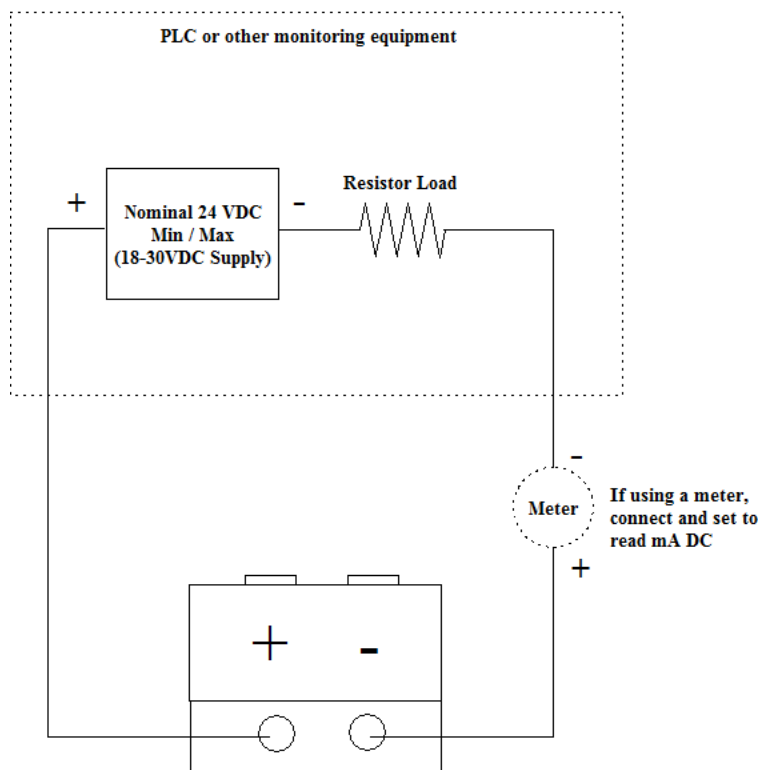 PLC or other monitoring equipment
Resistor Load
+
-
Nominal 24 VDC
Min / Max
(18-30VDC Supply)
-
Meter
If using a meter,
connect and set to
read mA DC
+
+ -